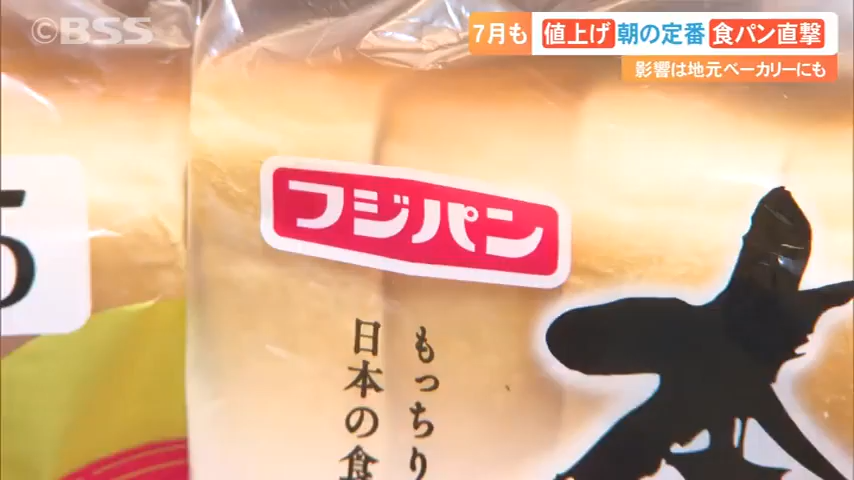 ©BSS
7月も 値上げ 朝の定番 食パン直撃
影響は地元ベーカリーにも
フジパン
もっちり
日本の食
5